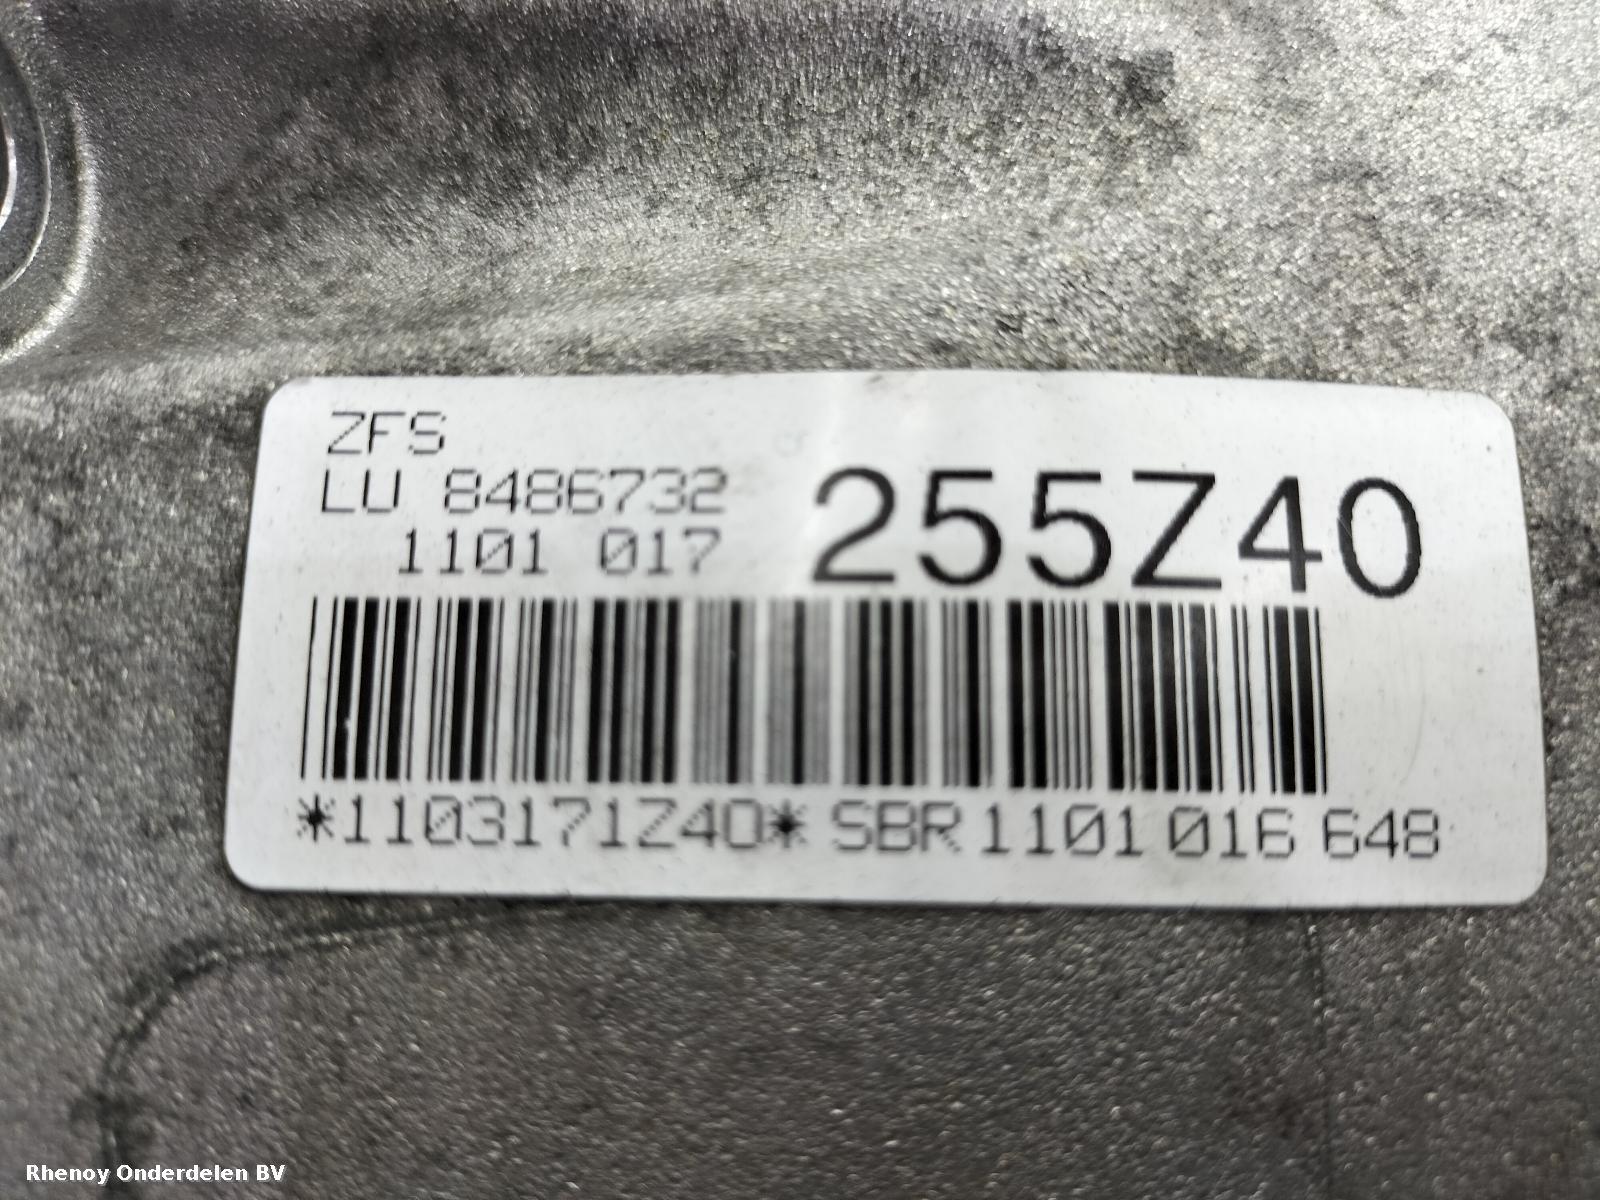 ZFS
LU 8486732
1101 017
255Z40
*1103171Z40* SBR 1101 016 648
Rhenoy Onderdelen BV